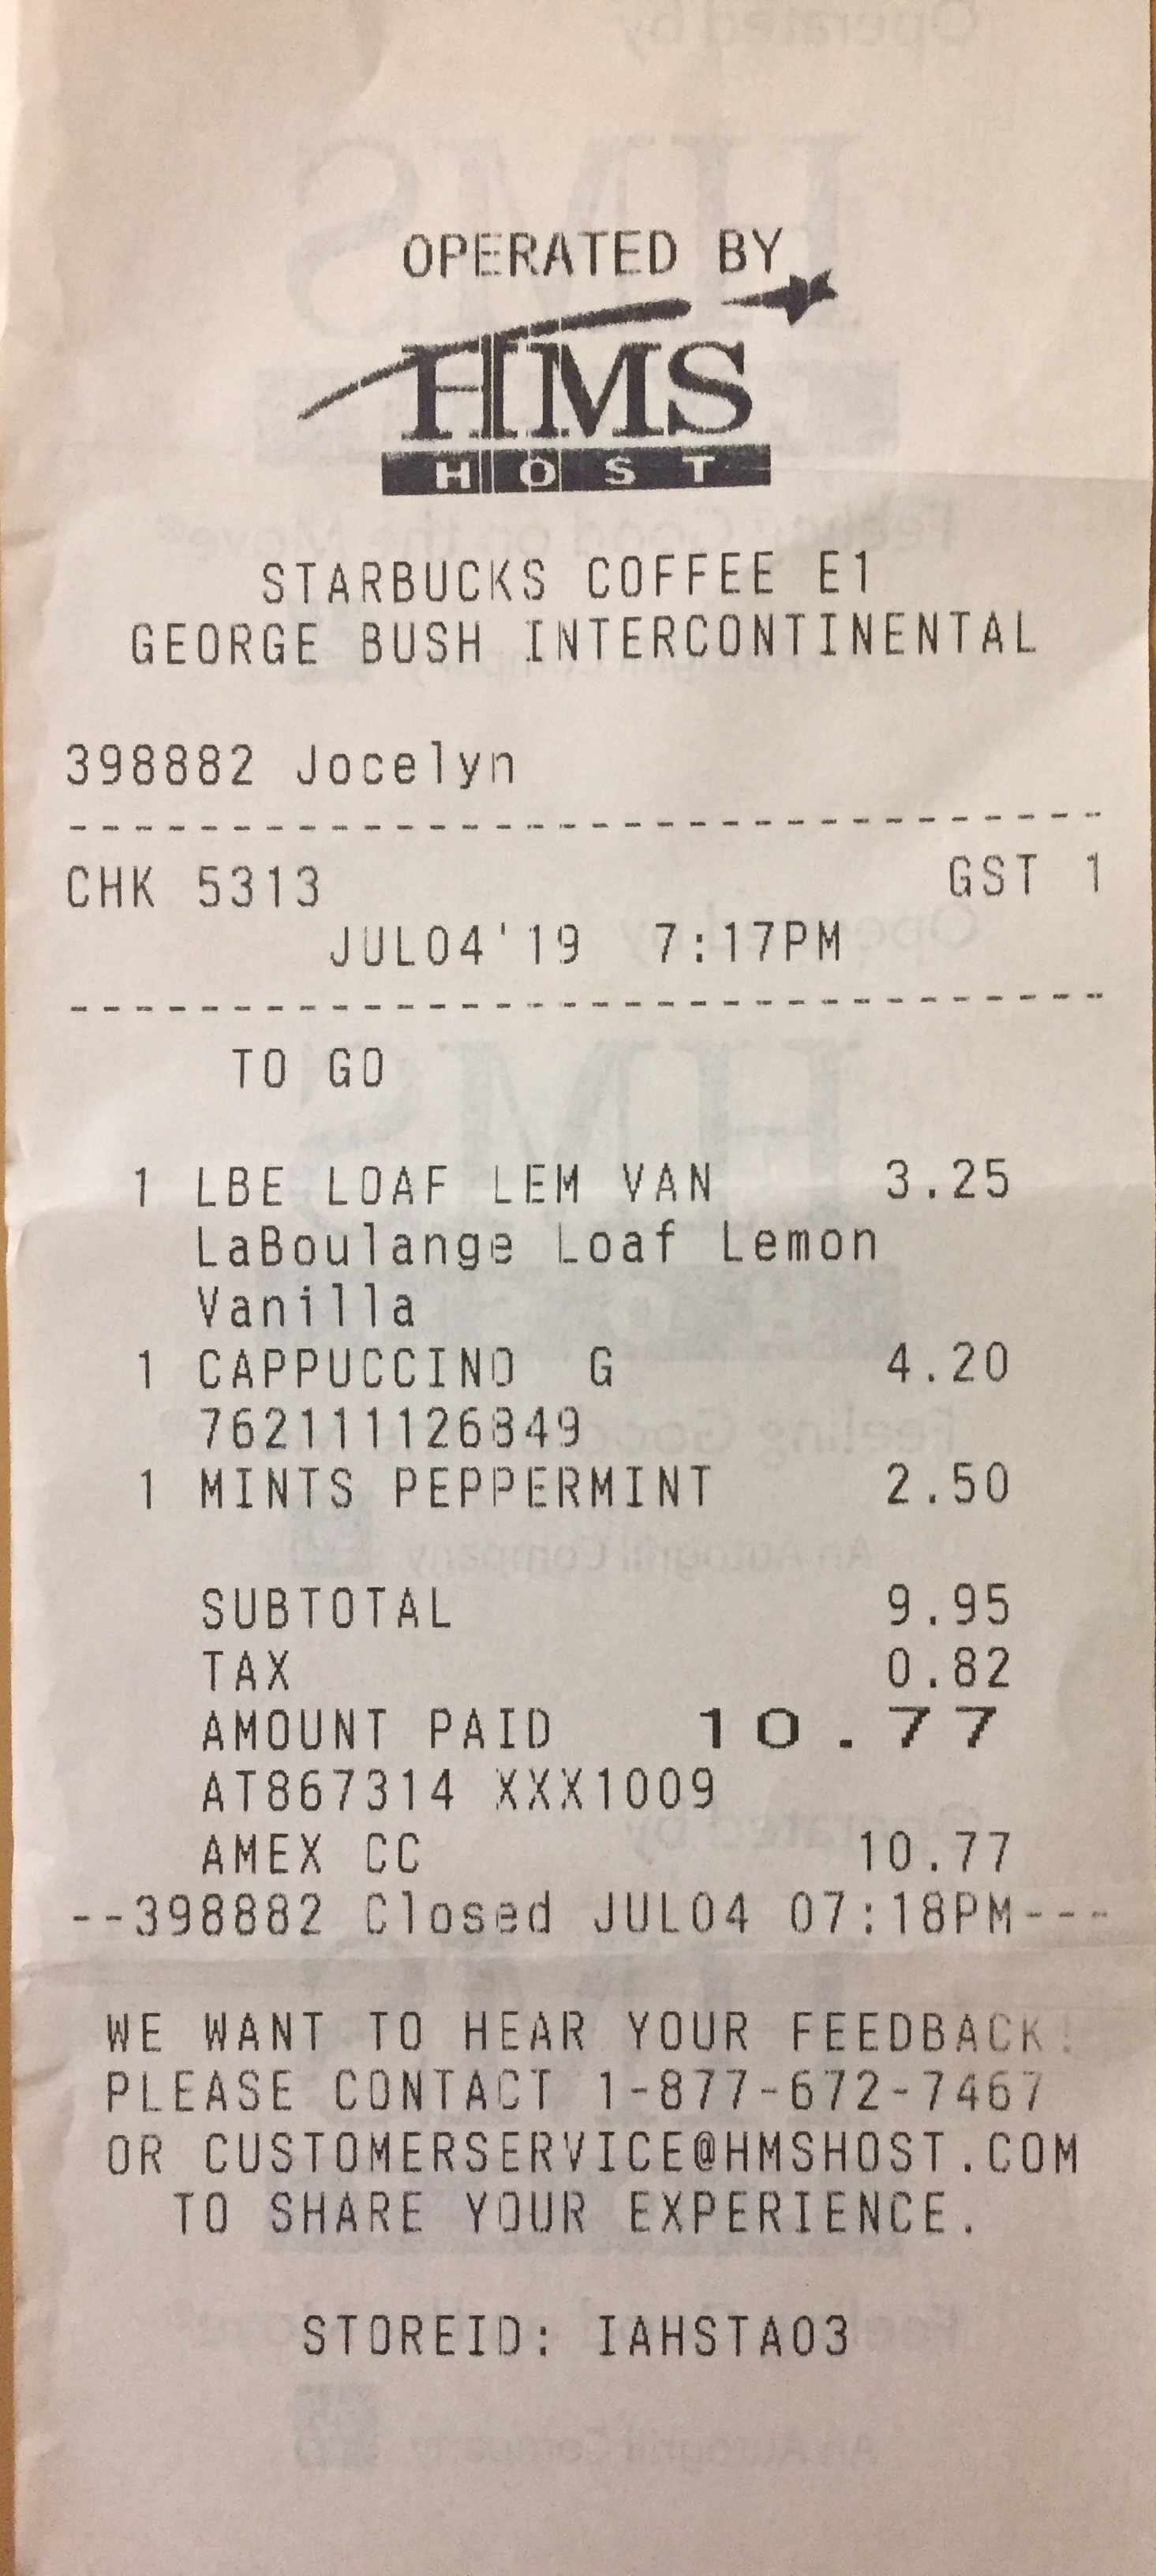 OPERATED BY
HMS
HOST
STARBUCKS COFFEE E1
GEORGE BUSH INTERCONTINENTAL
398882 Jocelyn
--------------------------------
CHK 5313 GST 1
JUL04'19 7:17PM
--------------------------------
TO GO
1 LBE LOAF LEM VAN 3.25
LaBoulange Loaf Lemon
Vanilla
1 CAPPUCCINO G 4.20
762111126849
1 MINTS PEPPERMINT 2.50
SUBTOTAL 9.95
TAX 0.82
AMOUNT PAID 10.77
AT867314 XXX1009
AMEX CC 10.77
--398882 Closed JUL04 07:18PM---
WE WANT TO HEAR YOUR FEEDBACK!
PLEASE CONTACT 1-877-672-7467
OR CUSTOMERSERVICE@HMSHOST.COM
TO SHARE YOUR EXPERIENCE.
STOREID: IAHSTA03